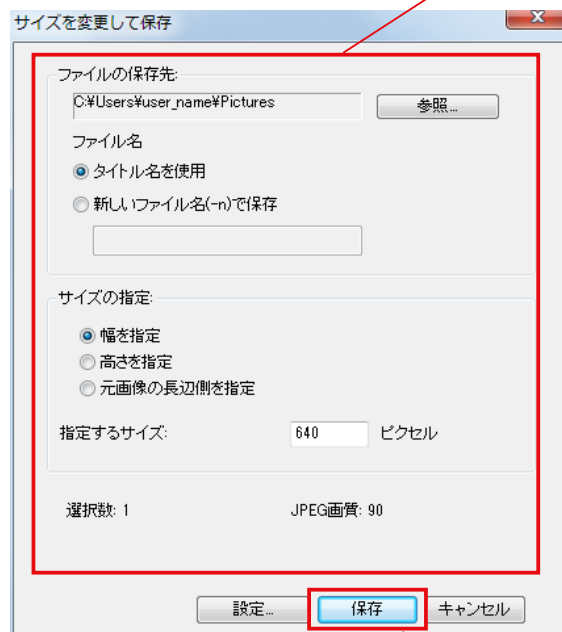 サイズを変更して保存
ファイルの保存先:
C:¥Users¥user_name¥Pictures
参照...
ファイル名
タイトル名を使用
新しいファイル名(-n)で保存
サイズの指定:
幅を指定
高さを指定
元画像の長辺側を指定
指定するサイズ: 640 ピクセル
選択数: 1 JPEG画質: 90
設定... 保存 キャンセル